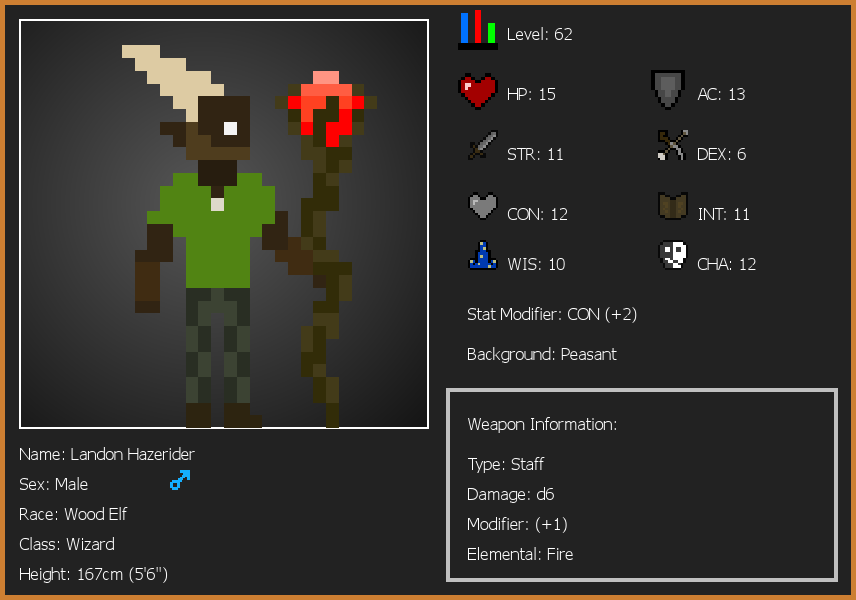 Level: 62
HP: 15
AC: 13
STR: 11
DEX: 6
CON: 12
INT: 11
WIS: 10
CHA: 12
Stat Modifier: CON (+2)
Background: Peasant
Weapon Information:
Type: Staff
Damage: d6
Modifier: (+1)
Elemental: Fire
Name: Landon Hazerider
Sex: Male
Race: Wood Elf
Class: Wizard
Height: 167cm (5'6")